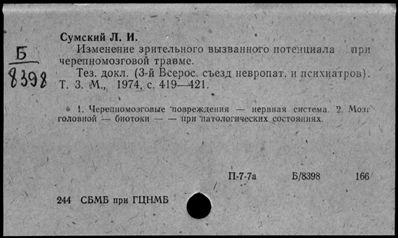 Сумский Л. И.
Изменение зрительного вызванного потенциала при
черепномозговой травме.
Б
8398
Тез. докл. (3-й Всерос. съезд невропат. и психиатров).
Т. 3. М., 1974, с. 419—421.
* 1. Черепномозговые повреждения — нервная система. 2. Мозг
головной — биотоки — — при патологических состояниях.
П-7-7а Б/8398 166
244 СБМБ при ГЦНМБ